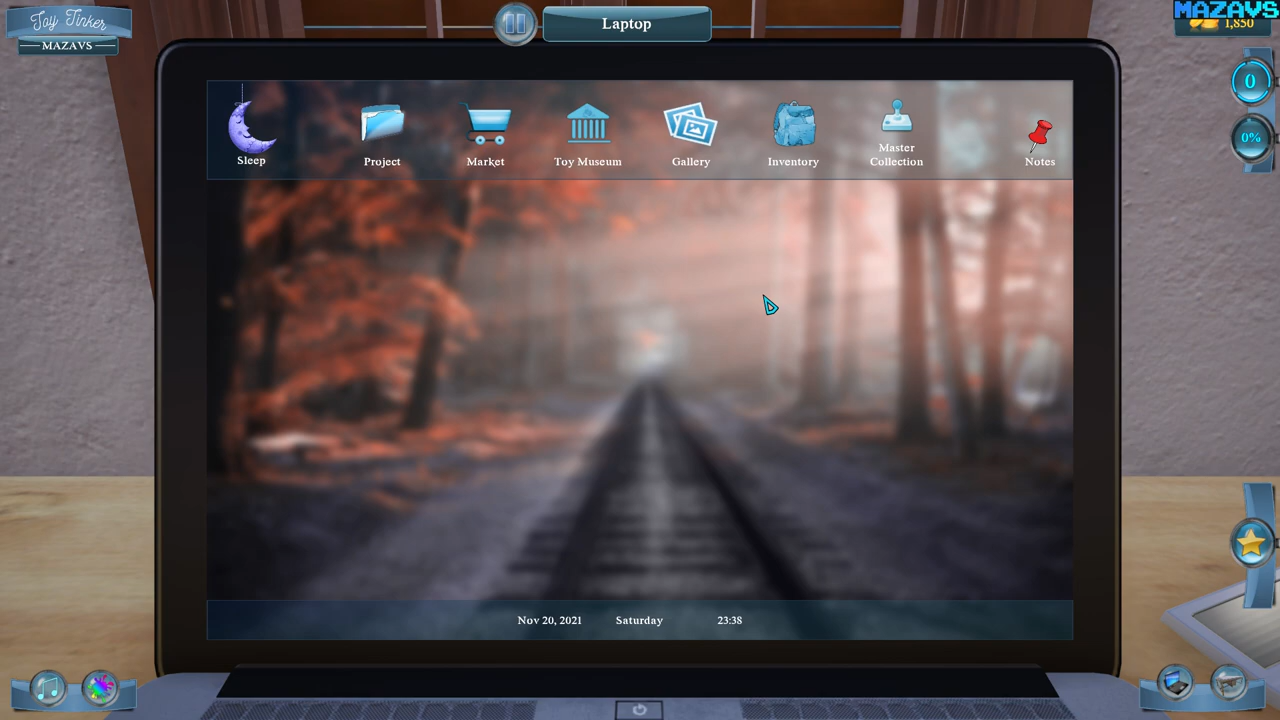 Toy Tinker
MAZAVS
Laptop
MAZAVS
1,850
0
0%
Sleep
Project
Market
Toy Museum
Gallery
Inventory
Master
Collection
Notes
Nov 20, 2021
Saturday
23:38